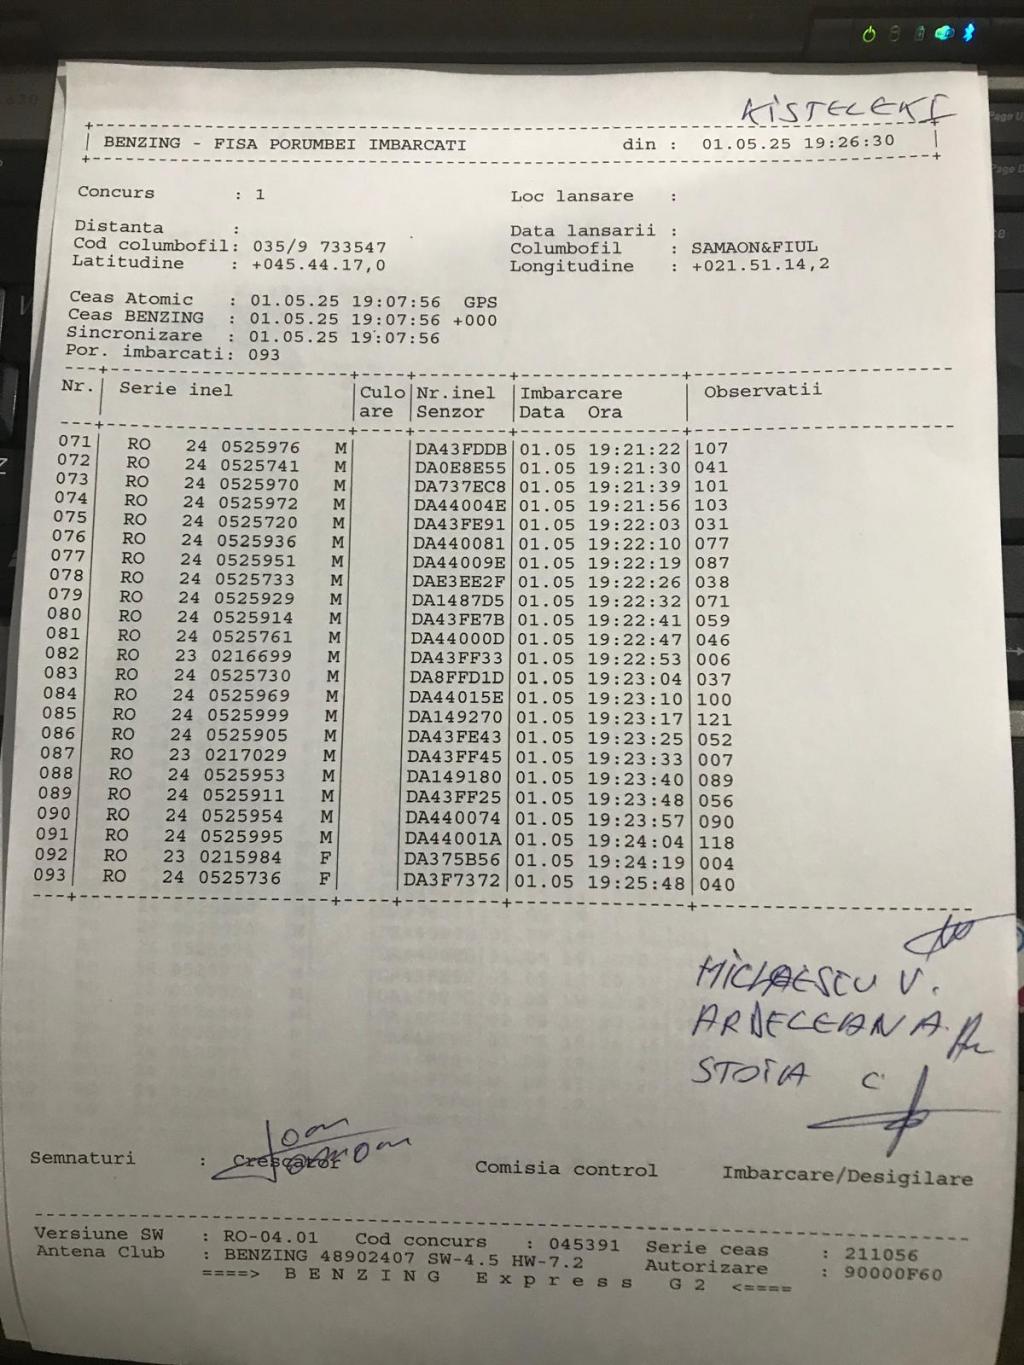 KISTELEKI
BENZING - FISA PORUMBEI IMBARCATI din : 01.05.25 19:26:30
Concurs : 1 Loc lansare :
Distanta : Data lansarii :
Cod columbofil: 035/9 733547 Columbofil : SAMAON&FIUL
Latitudine : +045.44.17,0 Longitudine : +021.51.14,2
Ceas Atomic : 01.05.25 19:07:56 GPS
Ceas BENZING : 01.05.25 19:07:56 +000
Sincronizare : 01.05.25 19:07:56
Por. imbarcati: 093
Nr. Serie inel Culo Nr.inel Imbarcare Observatii
are Senzor Data Ora
071 RO 24 0525976 M DA43FDDB 01.05 19:21:22 107
072 RO 24 0525741 M DA0E8E55 01.05 19:21:30 041
073 RO 24 0525970 M DA737EC8 01.05 19:21:39 101
074 RO 24 0525972 M DA44004E 01.05 19:21:56 103
075 RO 24 0525720 M DA43FE91 01.05 19:22:03 031
076 RO 24 0525936 M DA440081 01.05 19:22:10 077
077 RO 24 0525951 M DA44009E 01.05 19:22:19 087
078 RO 24 0525733 M DAE3EE2F 01.05 19:22:26 038
079 RO 24 0525929 M DA1487D5 01.05 19:22:32 071
080 RO 24 0525914 M DA43FE7B 01.05 19:22:41 059
081 RO 24 0525761 M DA44000D 01.05 19:22:47 046
082 RO 23 0216699 M DA43FF33 01.05 19:22:53 006
083 RO 24 0525730 M DA8FFD1D 01.05 19:23:04 037
084 RO 24 0525969 M DA44015E 01.05 19:23:10 100
085 RO 24 0525999 M DA149270 01.05 19:23:17 121
086 RO 24 0525905 M DA43FE43 01.05 19:23:25 052
087 RO 23 0217029 M DA43FF45 01.05 19:23:33 007
088 RO 24 0525953 M DA149180 01.05 19:23:40 089
089 RO 24 0525911 M DA43FF25 01.05 19:23:48 056
090 RO 24 0525954 M DA440074 01.05 19:23:57 090
091 RO 24 0525995 M DA44001A 01.05 19:24:04 118
092 RO 23 0215984 F DA375B56 01.05 19:24:19 004
093 RO 24 0525736 F DA3F7372 01.05 19:25:48 040
STOIA C
Semnaturi : Crescator Comisia control Imbarcare/Desigilare
Versiune SW : RO-04.01 Cod concurs : 045391 Serie ceas : 211056
Antena Club : BENZING 48902407 SW-4.5 HW-7.2 Autorizare : 90000F60
====> B E N Z I N G E x p r e s s G 2 <====